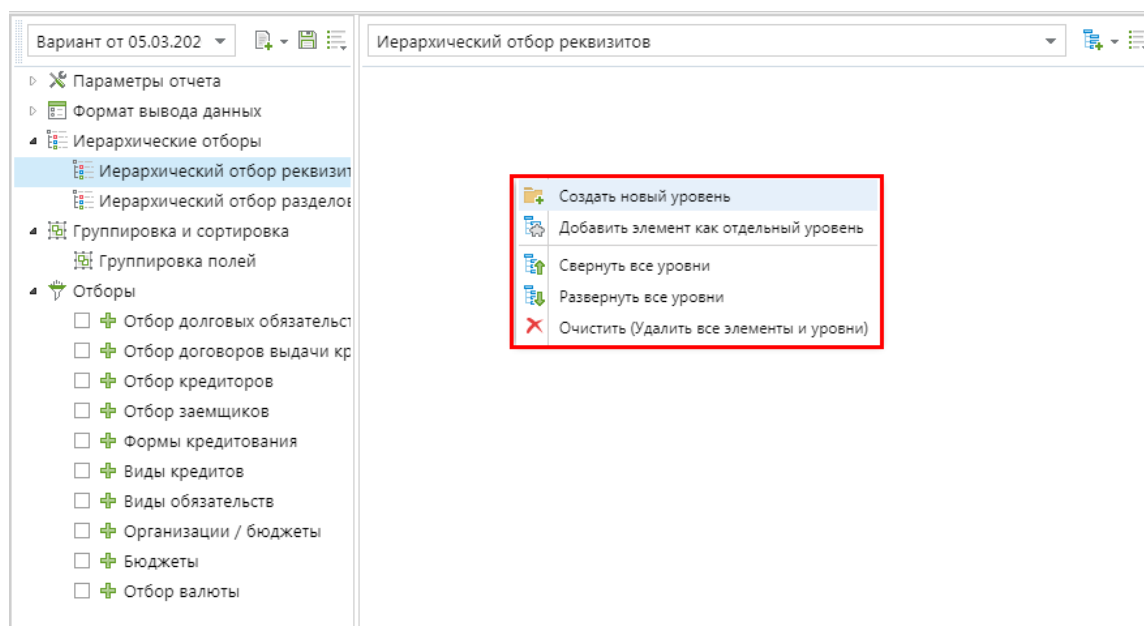 Вариант от 05.03.202
Иерархический отбор реквизитов
Параметры отчета
Формат вывода данных
Иерархические отборы
Иерархический отбор реквизит
Иерархический отбор разделов
Группировка и сортировка
Группировка полей
Отборы
Отбор долговых обязательст
Отбор договоров выдачи кр
Отбор кредиторов
Отбор заемщиков
Формы кредитования
Виды кредитов
Виды обязательств
Организации / бюджеты
Бюджеты
Отбор валюты
Создать новый уровень
Добавить элемент как отдельный уровень
Свернуть все уровни
Развернуть все уровни
Очистить (Удалить все элементы и уровни)